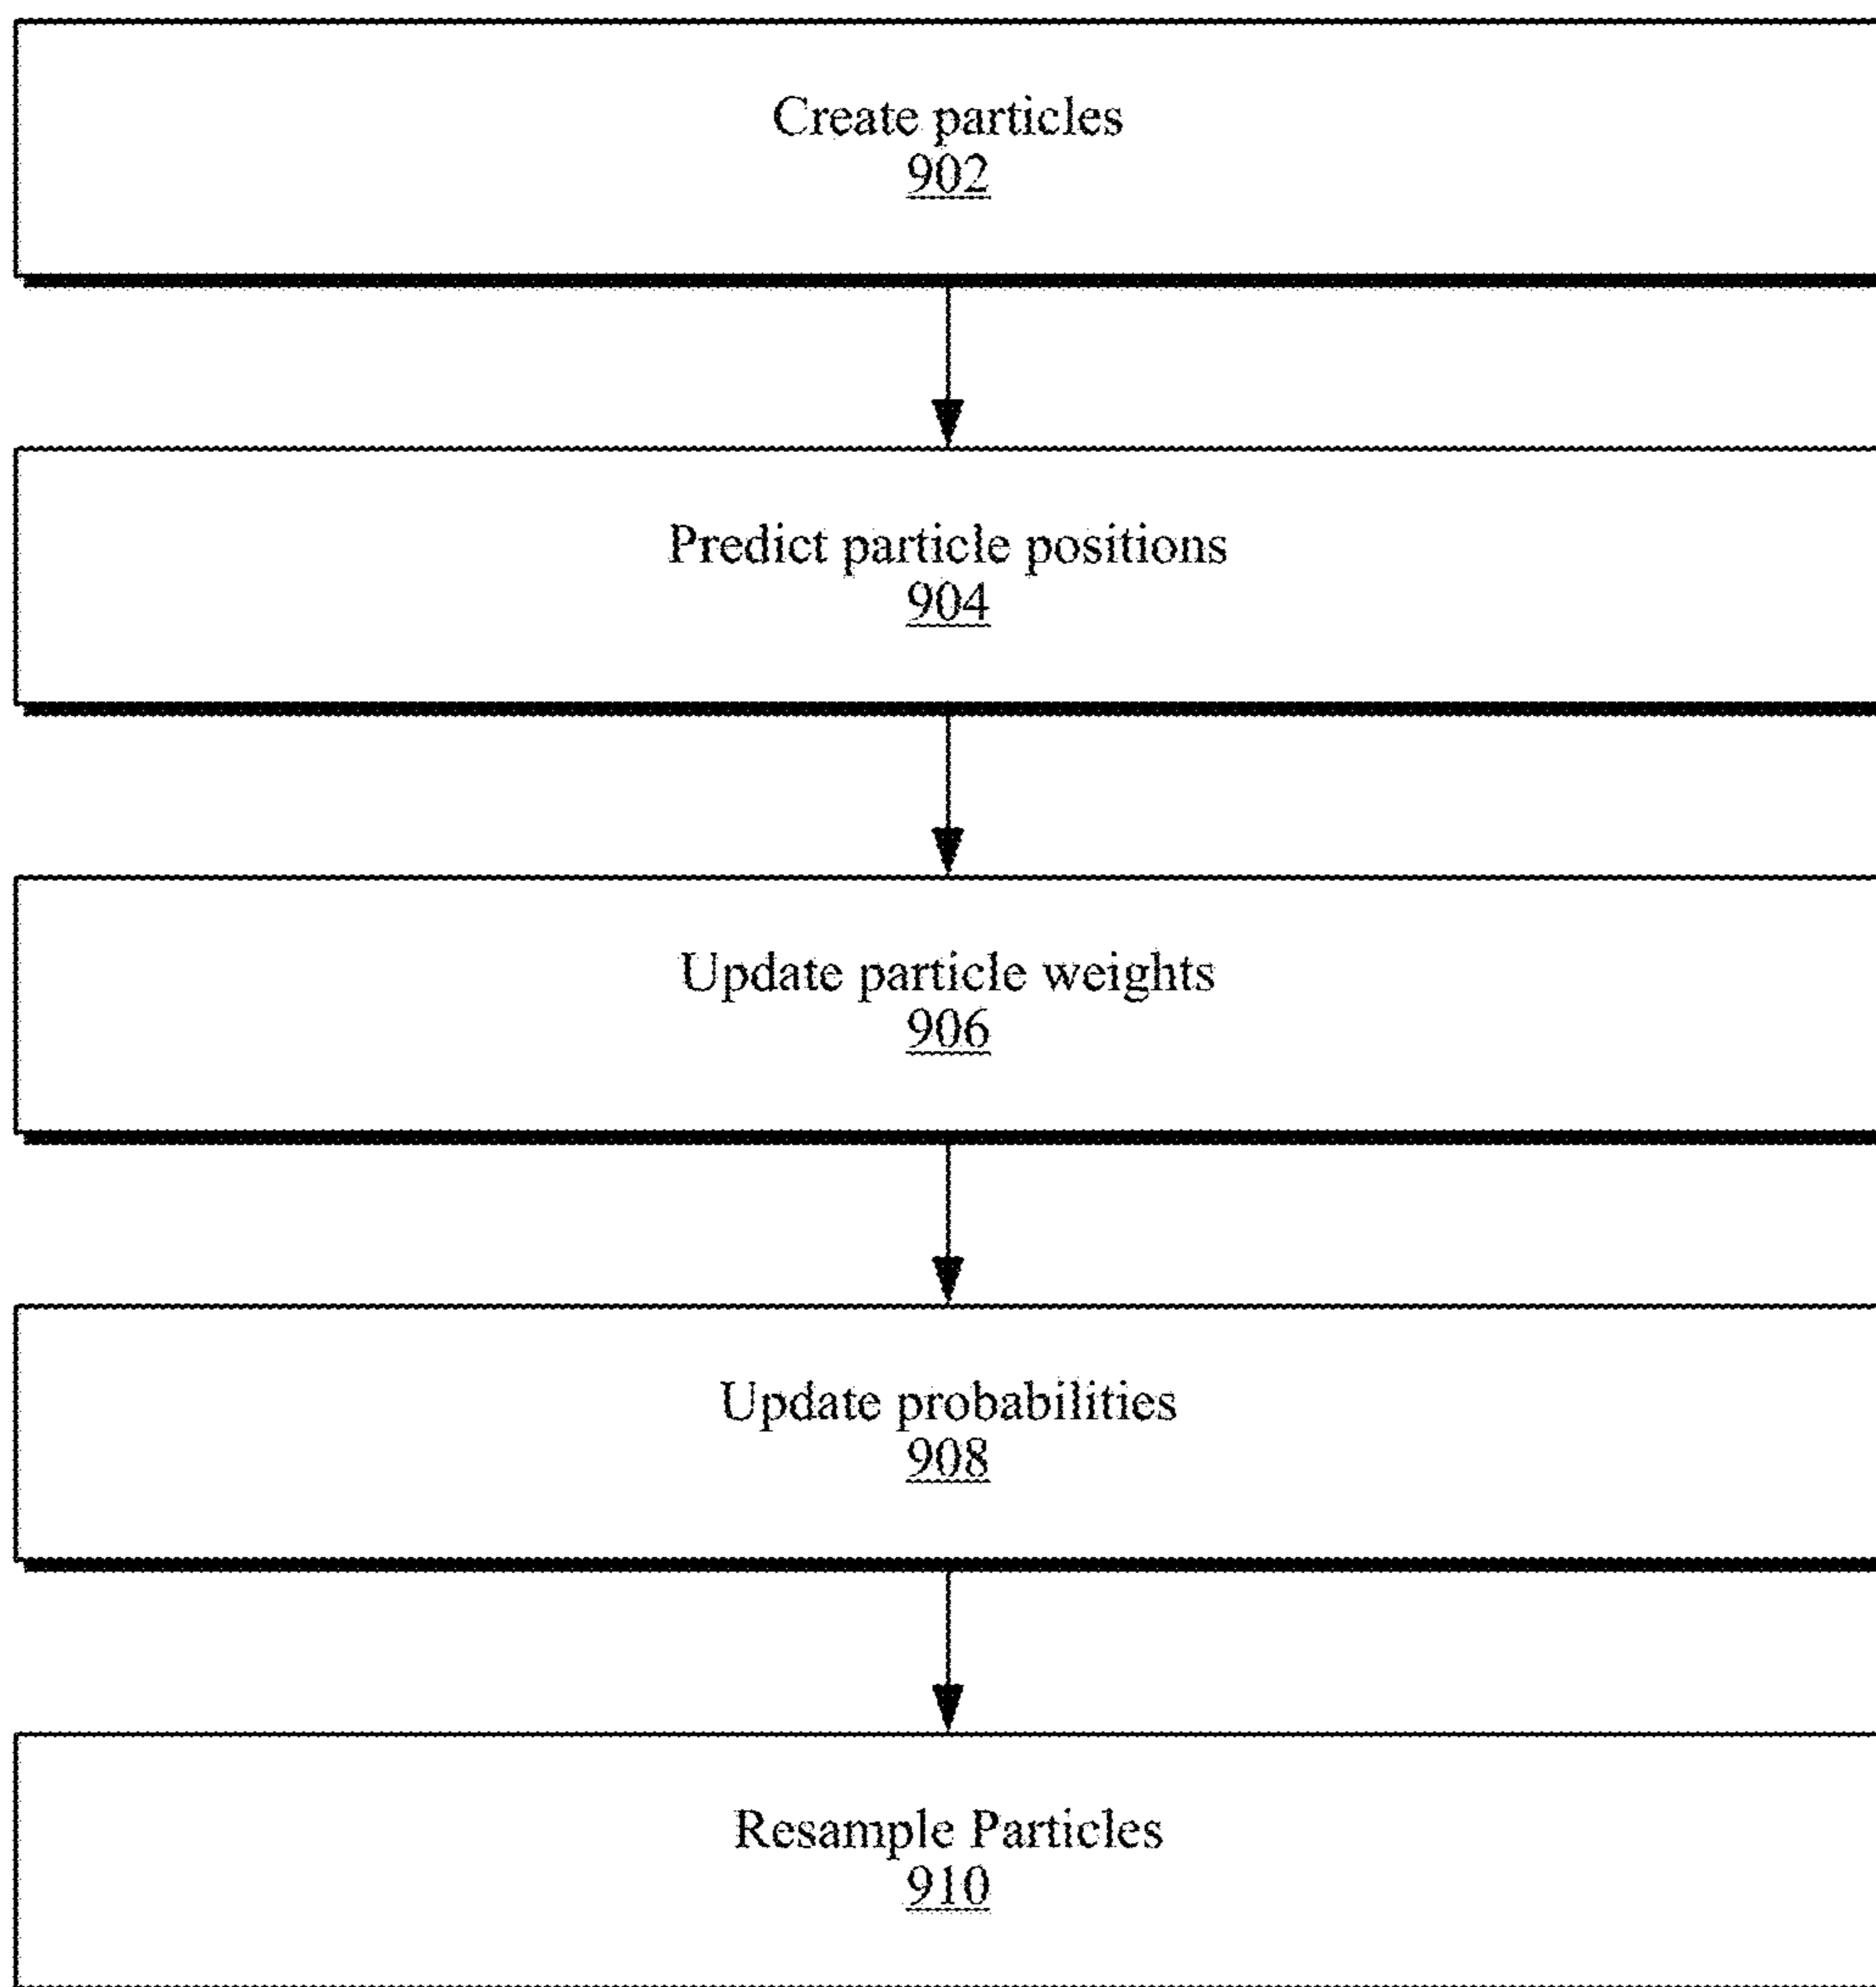 Create particles
902
Predict particle positions
904
Update particle weights
906
Update probabilities
908
Resample Particles
910